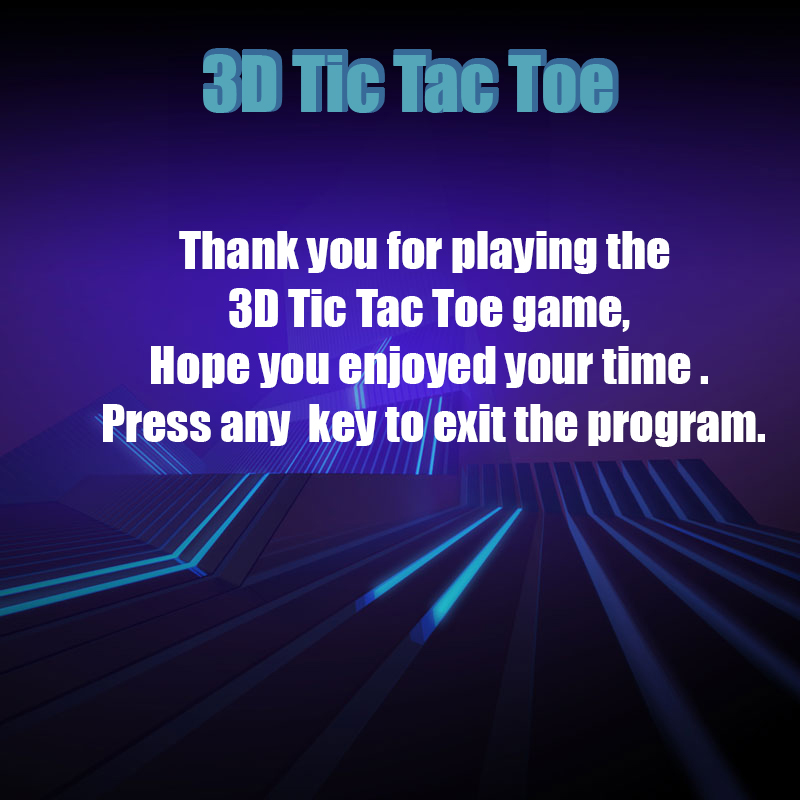 3D Tic Tac Toe
Thank you for playing the
3D Tic Tac Toe game,
Hope you enjoyed your time .
Press any  key to exit the program.